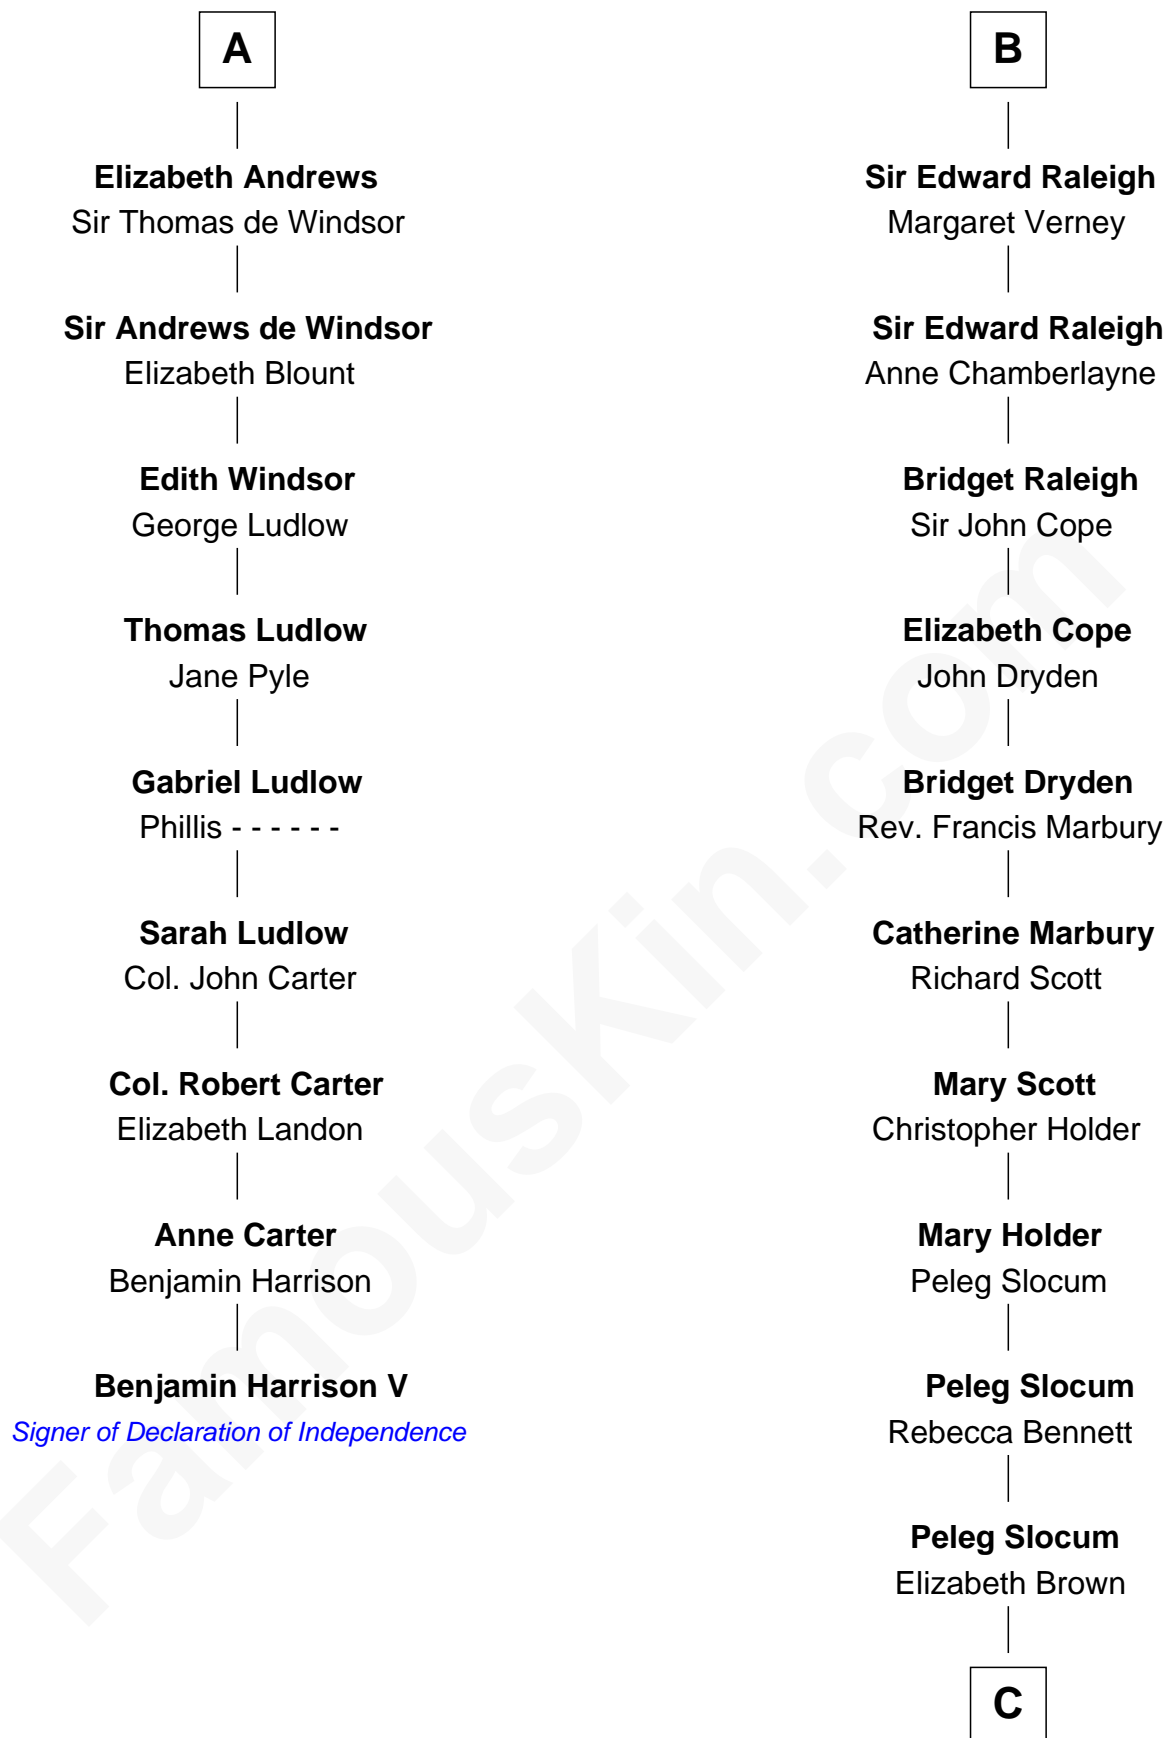 A
Elizabeth Andrews
Sir Thomas de Windsor
Sir Andrews de Windsor
Elizabeth Blount
Edith Windsor
George Ludlow
Thomas Ludlow
Jane Pyle
Gabriel Ludlow
Phillis - - - - - -
Sarah Ludlow
Col. John Carter
Col. Robert Carter
Elizabeth Landon
Anne Carter
Benjamin Harrison
Benjamin Harrison V
Signer of Declaration of Independence
B
Sir Edward Raleigh
Margaret Verney
Sir Edward Raleigh
Anne Chamberlayne
Bridget Raleigh
Sir John Cope
Elizabeth Cope
John Dryden
Bridget Dryden
Rev. Francis Marbury
Catherine Marbury
Richard Scott
Mary Scott
Christopher Holder
Mary Holder
Peleg Slocum
Peleg Slocum
Rebecca Bennett
Peleg Slocum
Elizabeth Brown
C
FamousKin.com